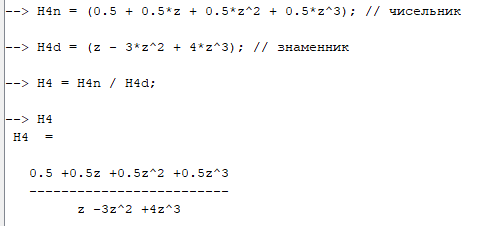 --> H4n = (0.5 + 0.5*z + 0.5*z^2 + 0.5*z^3); // чисельник
--> H4d = (z - 3*z^2 + 4*z^3); // знаменник
--> H4 = H4n / H4d;
--> H4
H4  =
0.5 +0.5z +0.5z^2 +0.5z^3
-------------------------
z -3z^2 +4z^3